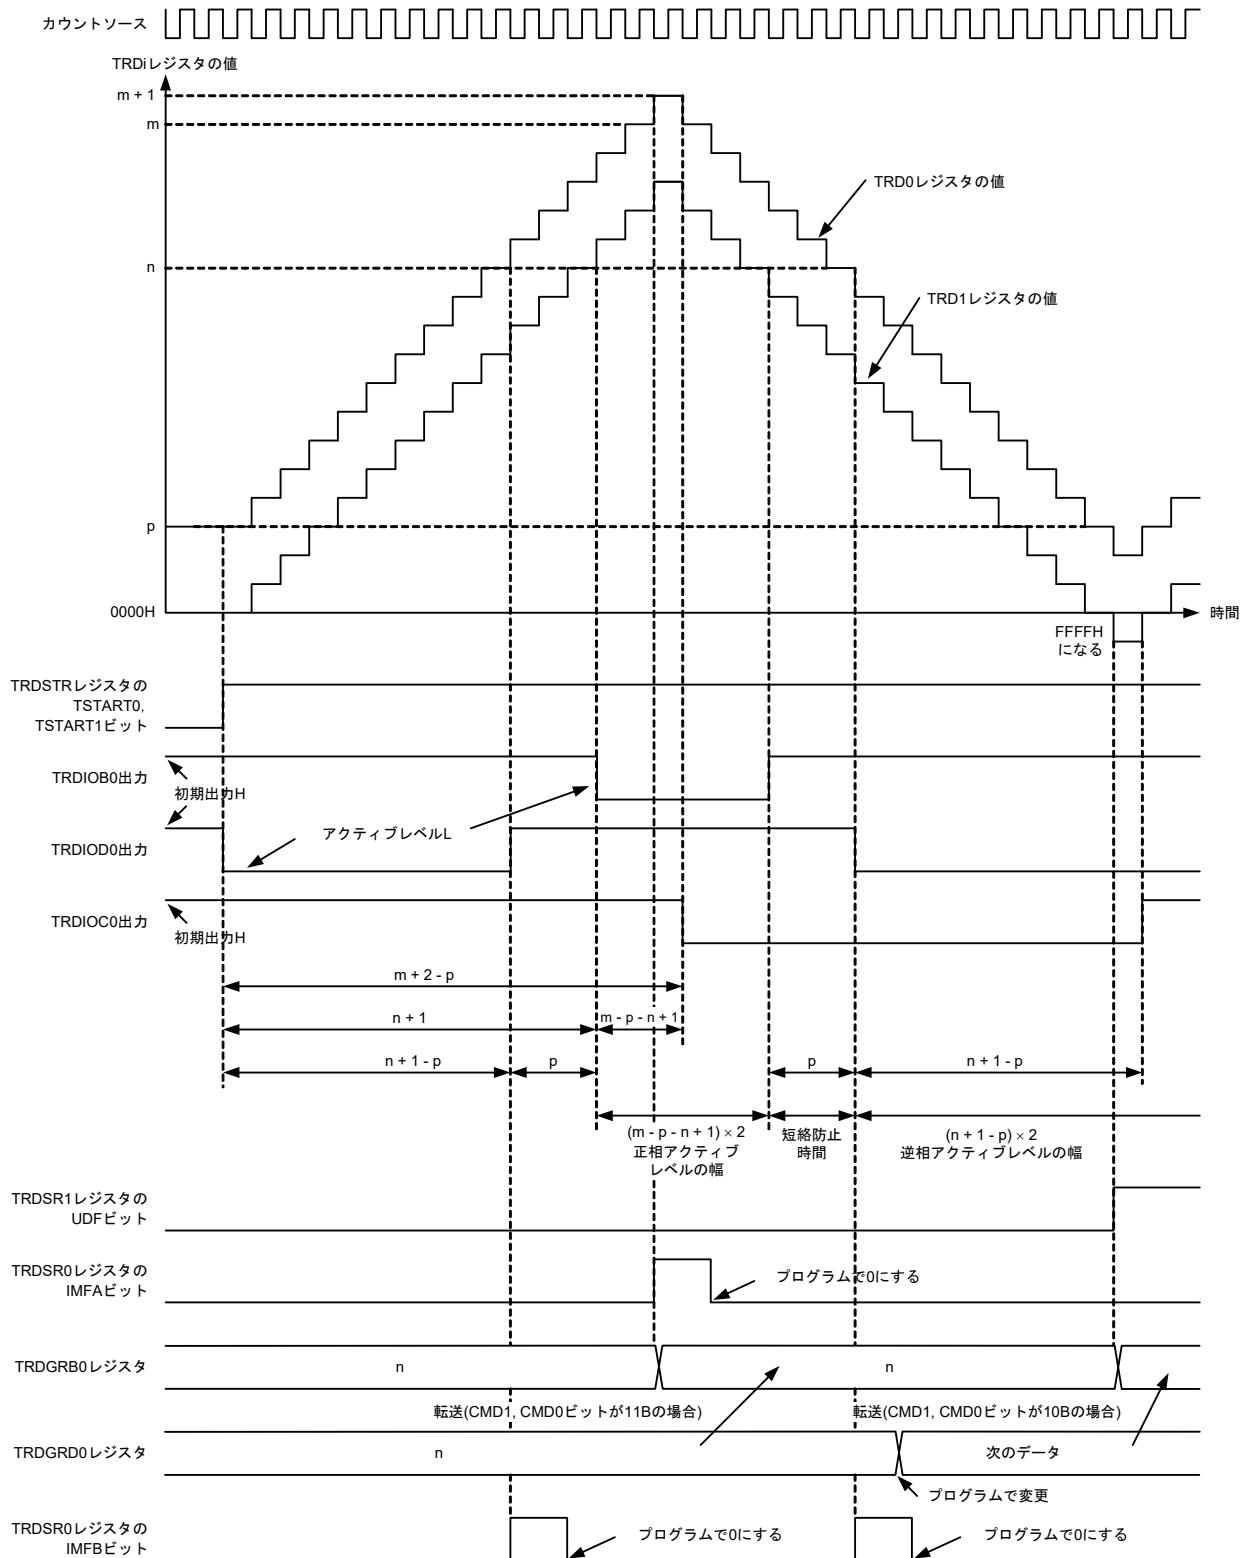 カウントソース
TRDiレジスタの値
m + 1
m
TRD0レジスタの値
n
TRD1レジスタの値
p
0000H
時間
FFFFH
になる
TRDSTRレジスタの
TSTART0,
TSTART1ビット
TRDIOB0出力
初期出力H
アクティブレベルL
TRDIOD0出力
TRDIOC0出力
初期出力H
m + 2 - p
n + 1
m - p - n + 1
n + 1 - p
p
p
n + 1 - p
(m - p - n + 1) × 2
正相アクティブ
レベルの幅
短絡防止
時間
(n + 1 - p) × 2
逆相アクティブレベルの幅
TRDSR1レジスタの
UDFビット
TRDSR0レジスタの
IMFAビット
プログラムで0にする
TRDGRB0レジスタ
n
n
転送(CMD1, CMD0ビットが11Bの場合)
転送(CMD1, CMD0ビットが10Bの場合)
TRDGRD0レジスタ
n
次のデータ
プログラムで変更
TRDSR0レジスタの
IMFBビット
プログラムで0にする
プログラムで0にする